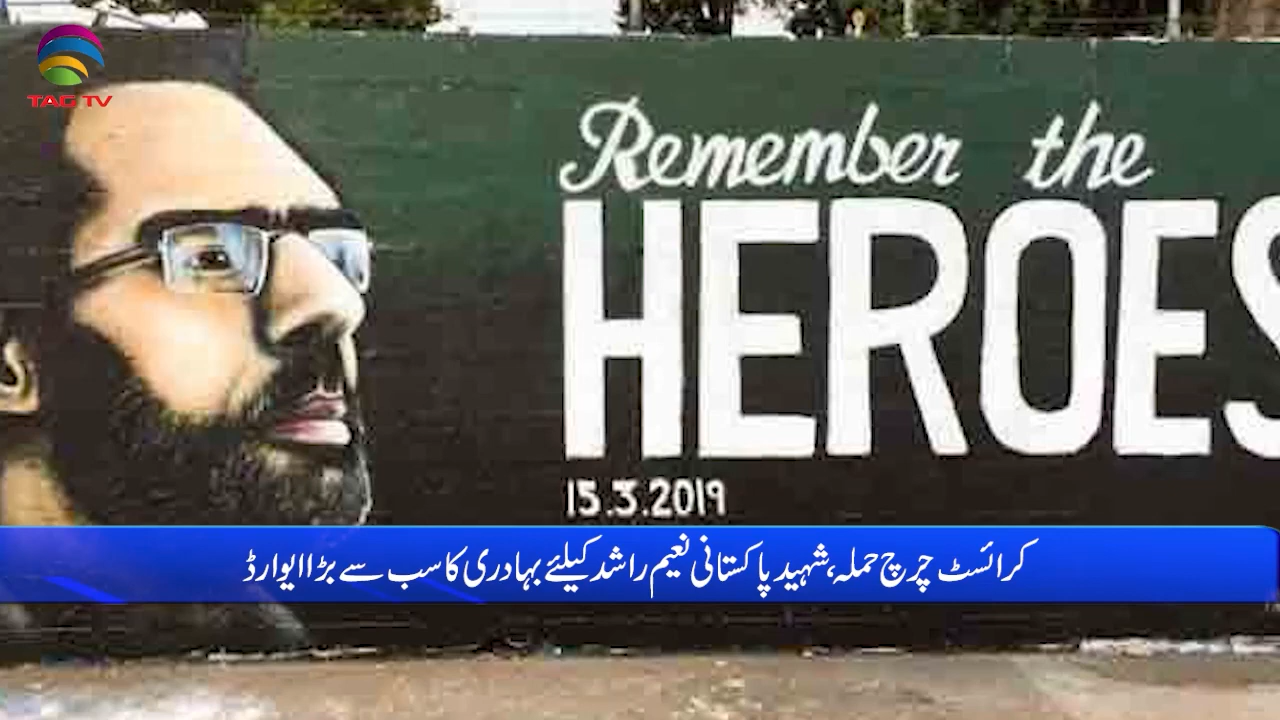 TAG TV
Remember the
HEROES
15.3.2019
کرائسٹ چرچ حملہ، شہید پاکستانی نعیم راشد کیلئے بہادری کا سب سے بڑا ایوارڈ